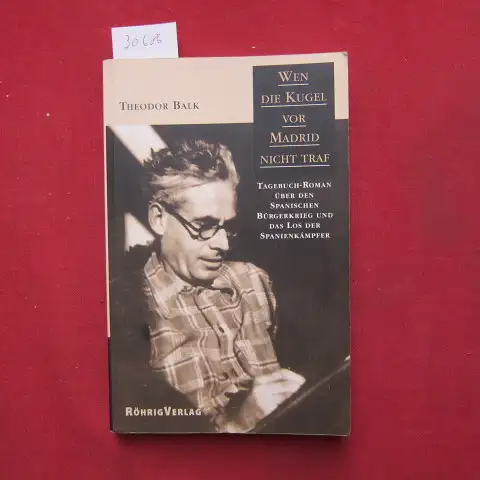 Theodor Balk
Wen
die Kugel
vor
Madrid
nicht traf
Tagebuch-Roman
über den
Spanischen
Bürgerkrieg und
das Los der
Spanienkämpfer
RöhrigVerlag